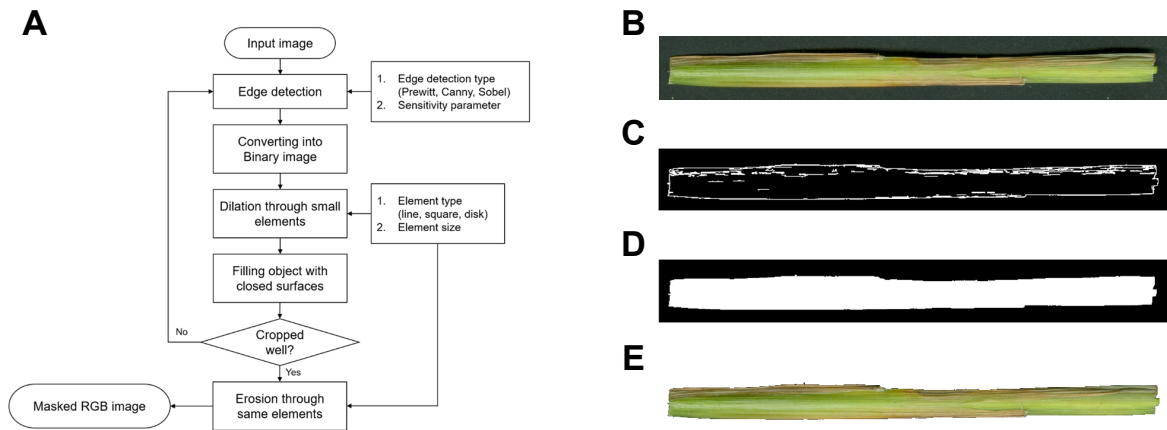 A
Input image
Edge detection
1. Edge detection type
(Prewitt, Canny, Sobel)
2. Sensitivity parameter
Converting into
Binary image
Dilation through small
elements
1. Element type
(line, square, disk)
2. Element size
Filling object with
closed surfaces
No
Cropped
well?
Yes
Masked RGB image
Erosion through
same elements
B
C
D
E